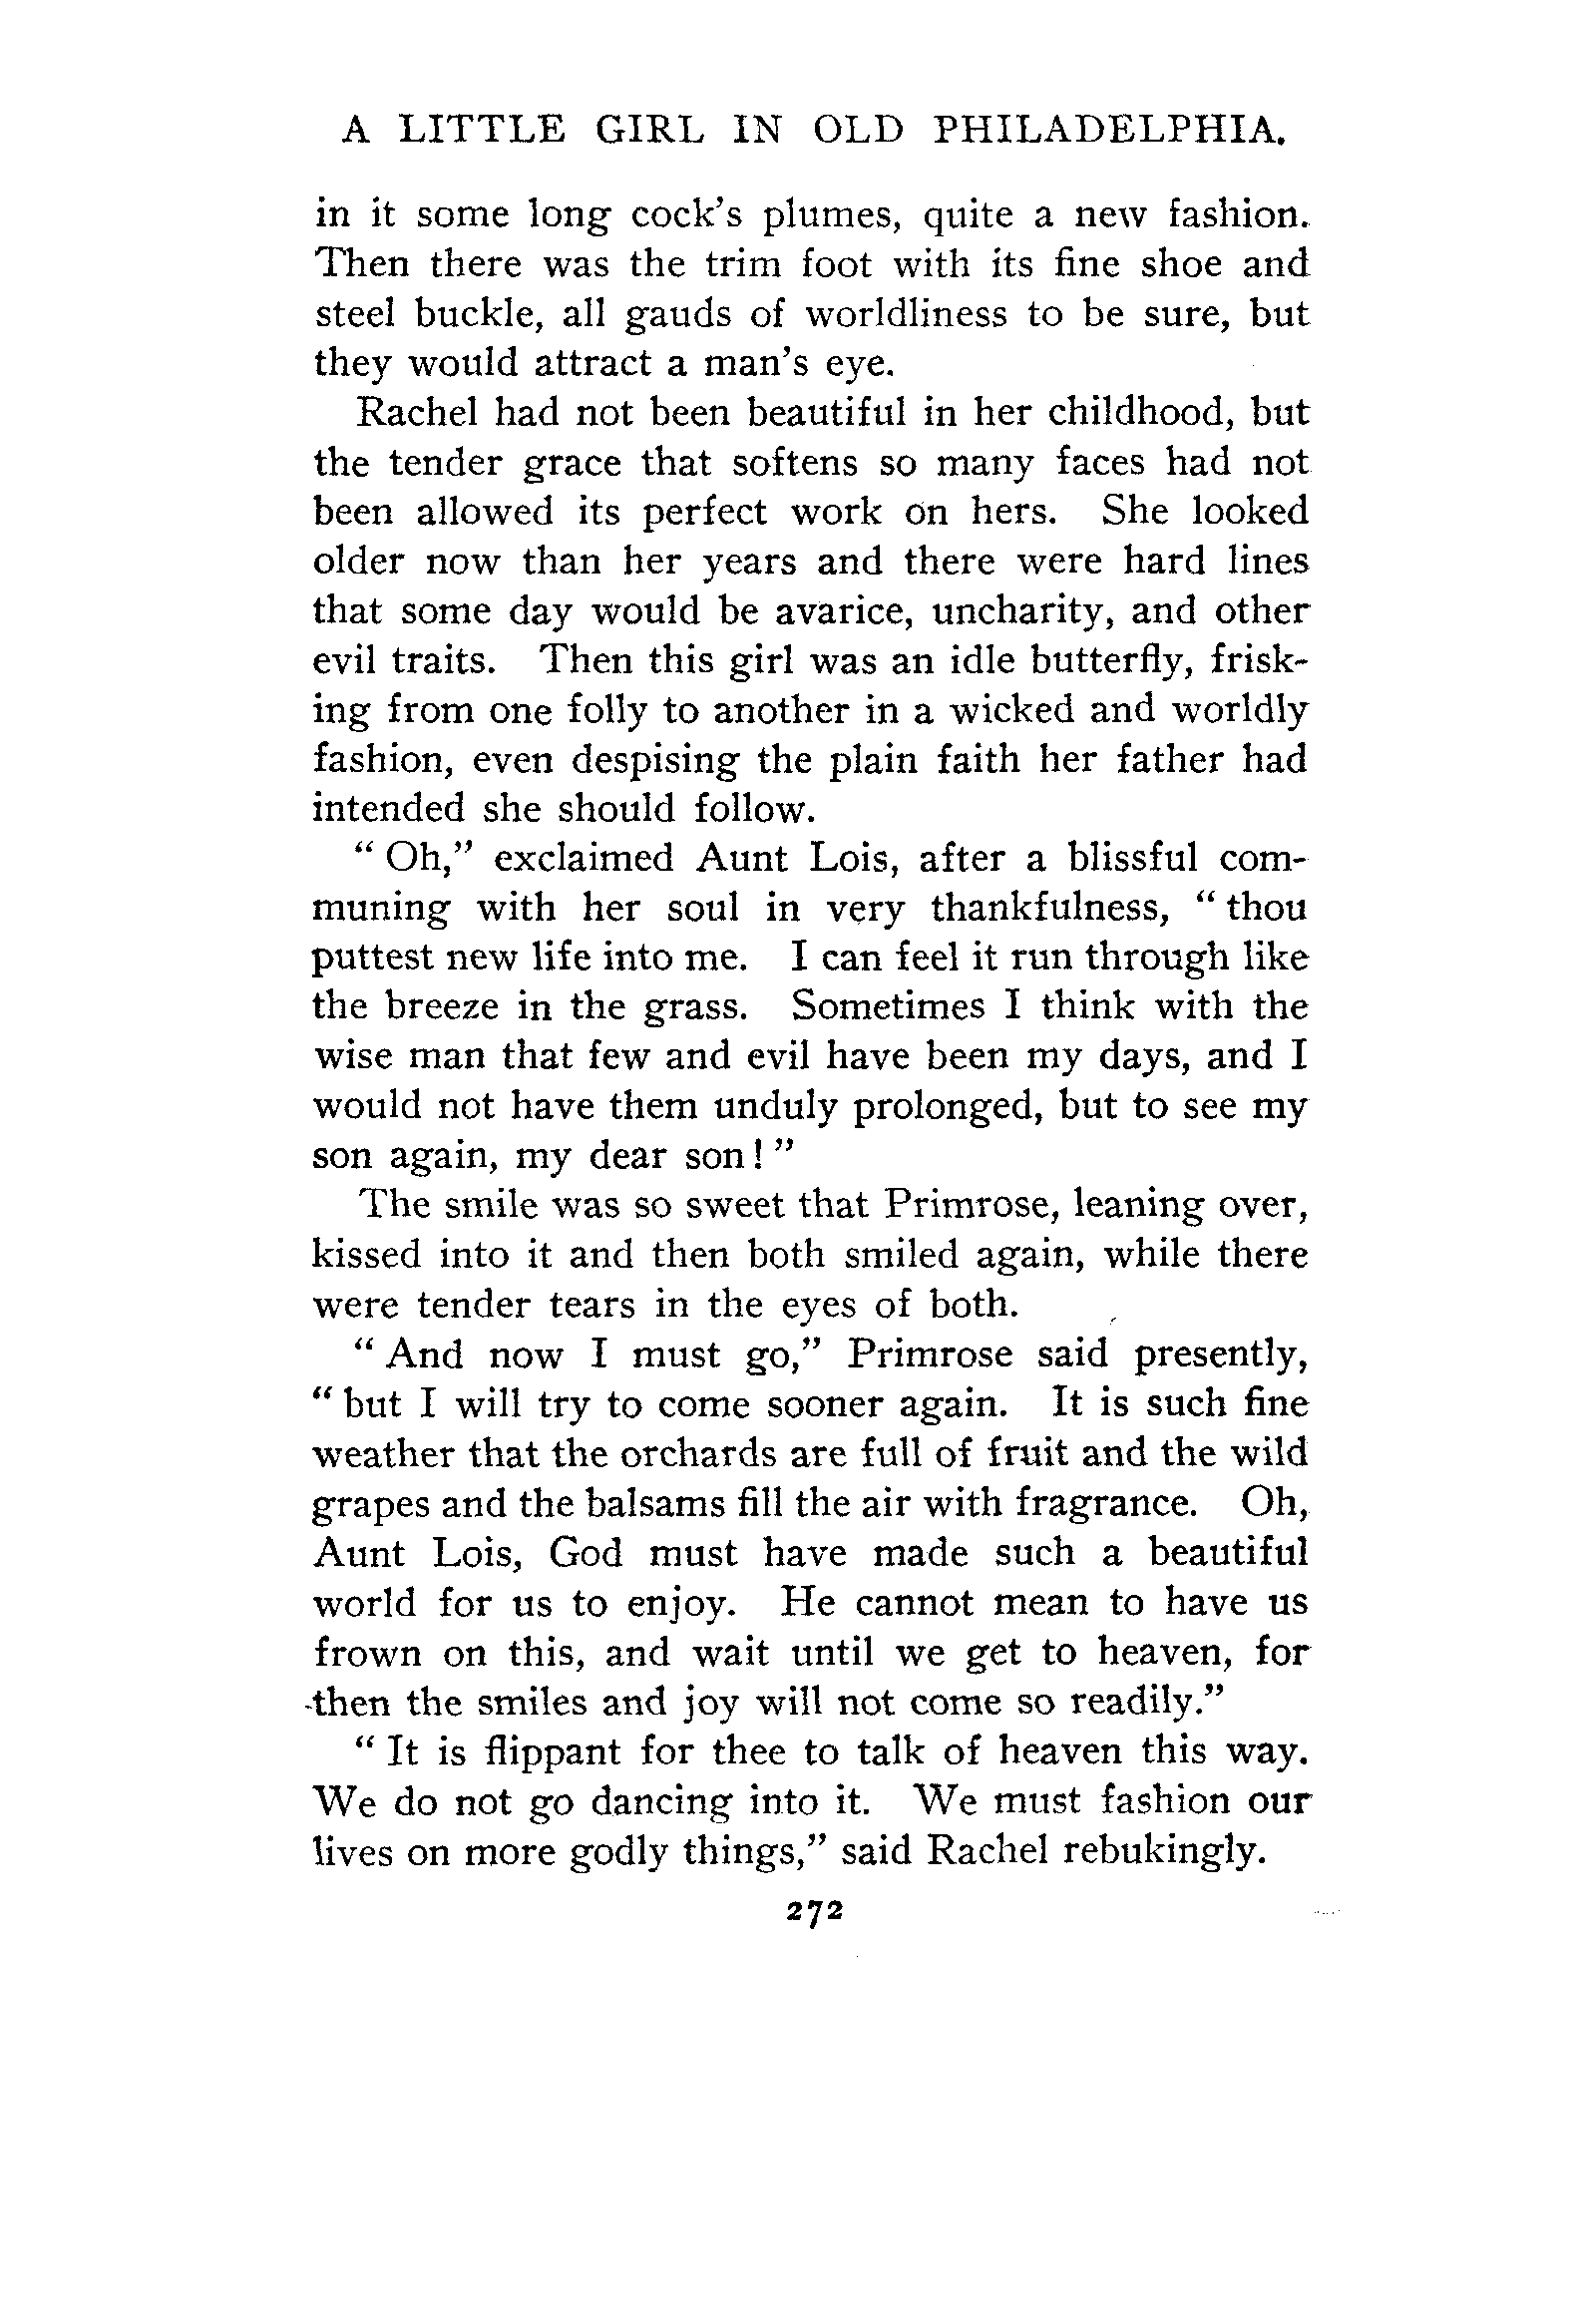 A LITTLE GIRL IN OLD PHILADELPHIA.
in it some long cock's plumes, quite a new fashion.
Then there was the trim foot with its fine shoe and
steel buckle, all gauds of worldliness to be sure, but
they would attract a man's eye.
Rachel had not been beautiful in her childhood, but
the tender grace that softens so many faces had not
been allowed its perfect work on hers. She looked
older now than her years and there were hard lines
that some day would be avarice, uncharity, and other
evil traits. Then this girl was an idle butterfly, frisk-
ing from one folly to another in a wicked and worldly
fashion, even despising the plain faith her father had
intended she should follow.
" Oh," exclaimed Aunt Lois, after a blissful com-
muning with her soul in very thankfulness, " thou
puttest new life into me. I can feel it run through like
the breeze in the grass. Sometimes I think with the
wise man that few and evil have been my days, and I
would not have them unduly prolonged, but to see my
son again, my dear son! "
The smile was so sweet that Primrose, leaning over,
kissed into it and then both smiled again, while there
were tender tears in the eyes of both.
" And now I must go," Primrose said presently,
" but I will try to come sooner again. It is such fine
weather that the orchards are full of fruit and the wild
grapes and the balsams fill the air with fragrance. Oh,
Aunt Lois, God must have made such a beautiful
world for us to enjoy. He cannot mean to have us
frown on this, and wait until we get to heaven, for
then the smiles and joy will not come so readily."
" It is flippant for thee to talk of heaven this way.
We do not go dancing into it. We must fashion our
lives on more godly things," said Rachel rebukingly.
272